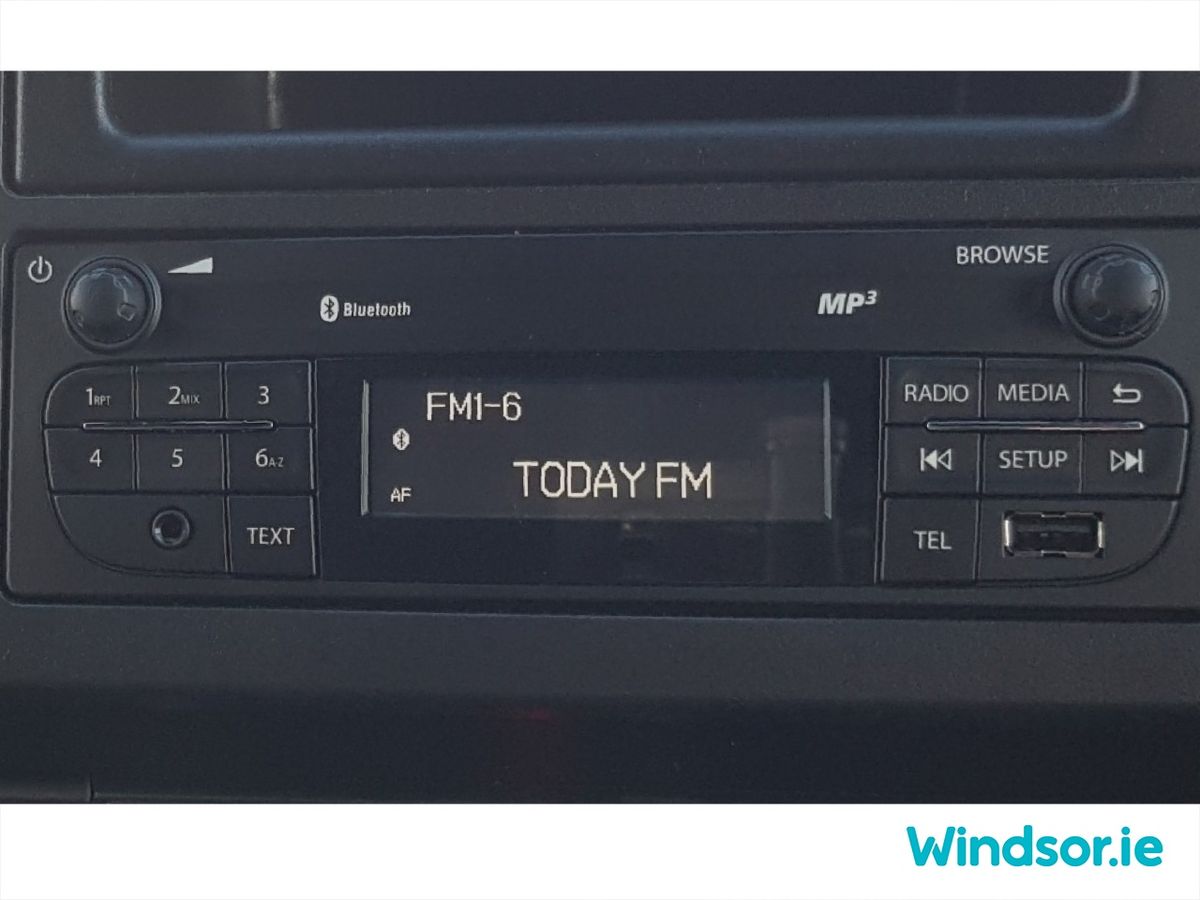 BROWSE
Bluetooth
MP3
1RPT 2MIX 3
4 5 6A-Z
TEXT
FM1-6
AF
TODAY FM
RADIO MEDIA
SETUP
TEL
Windsor.ie